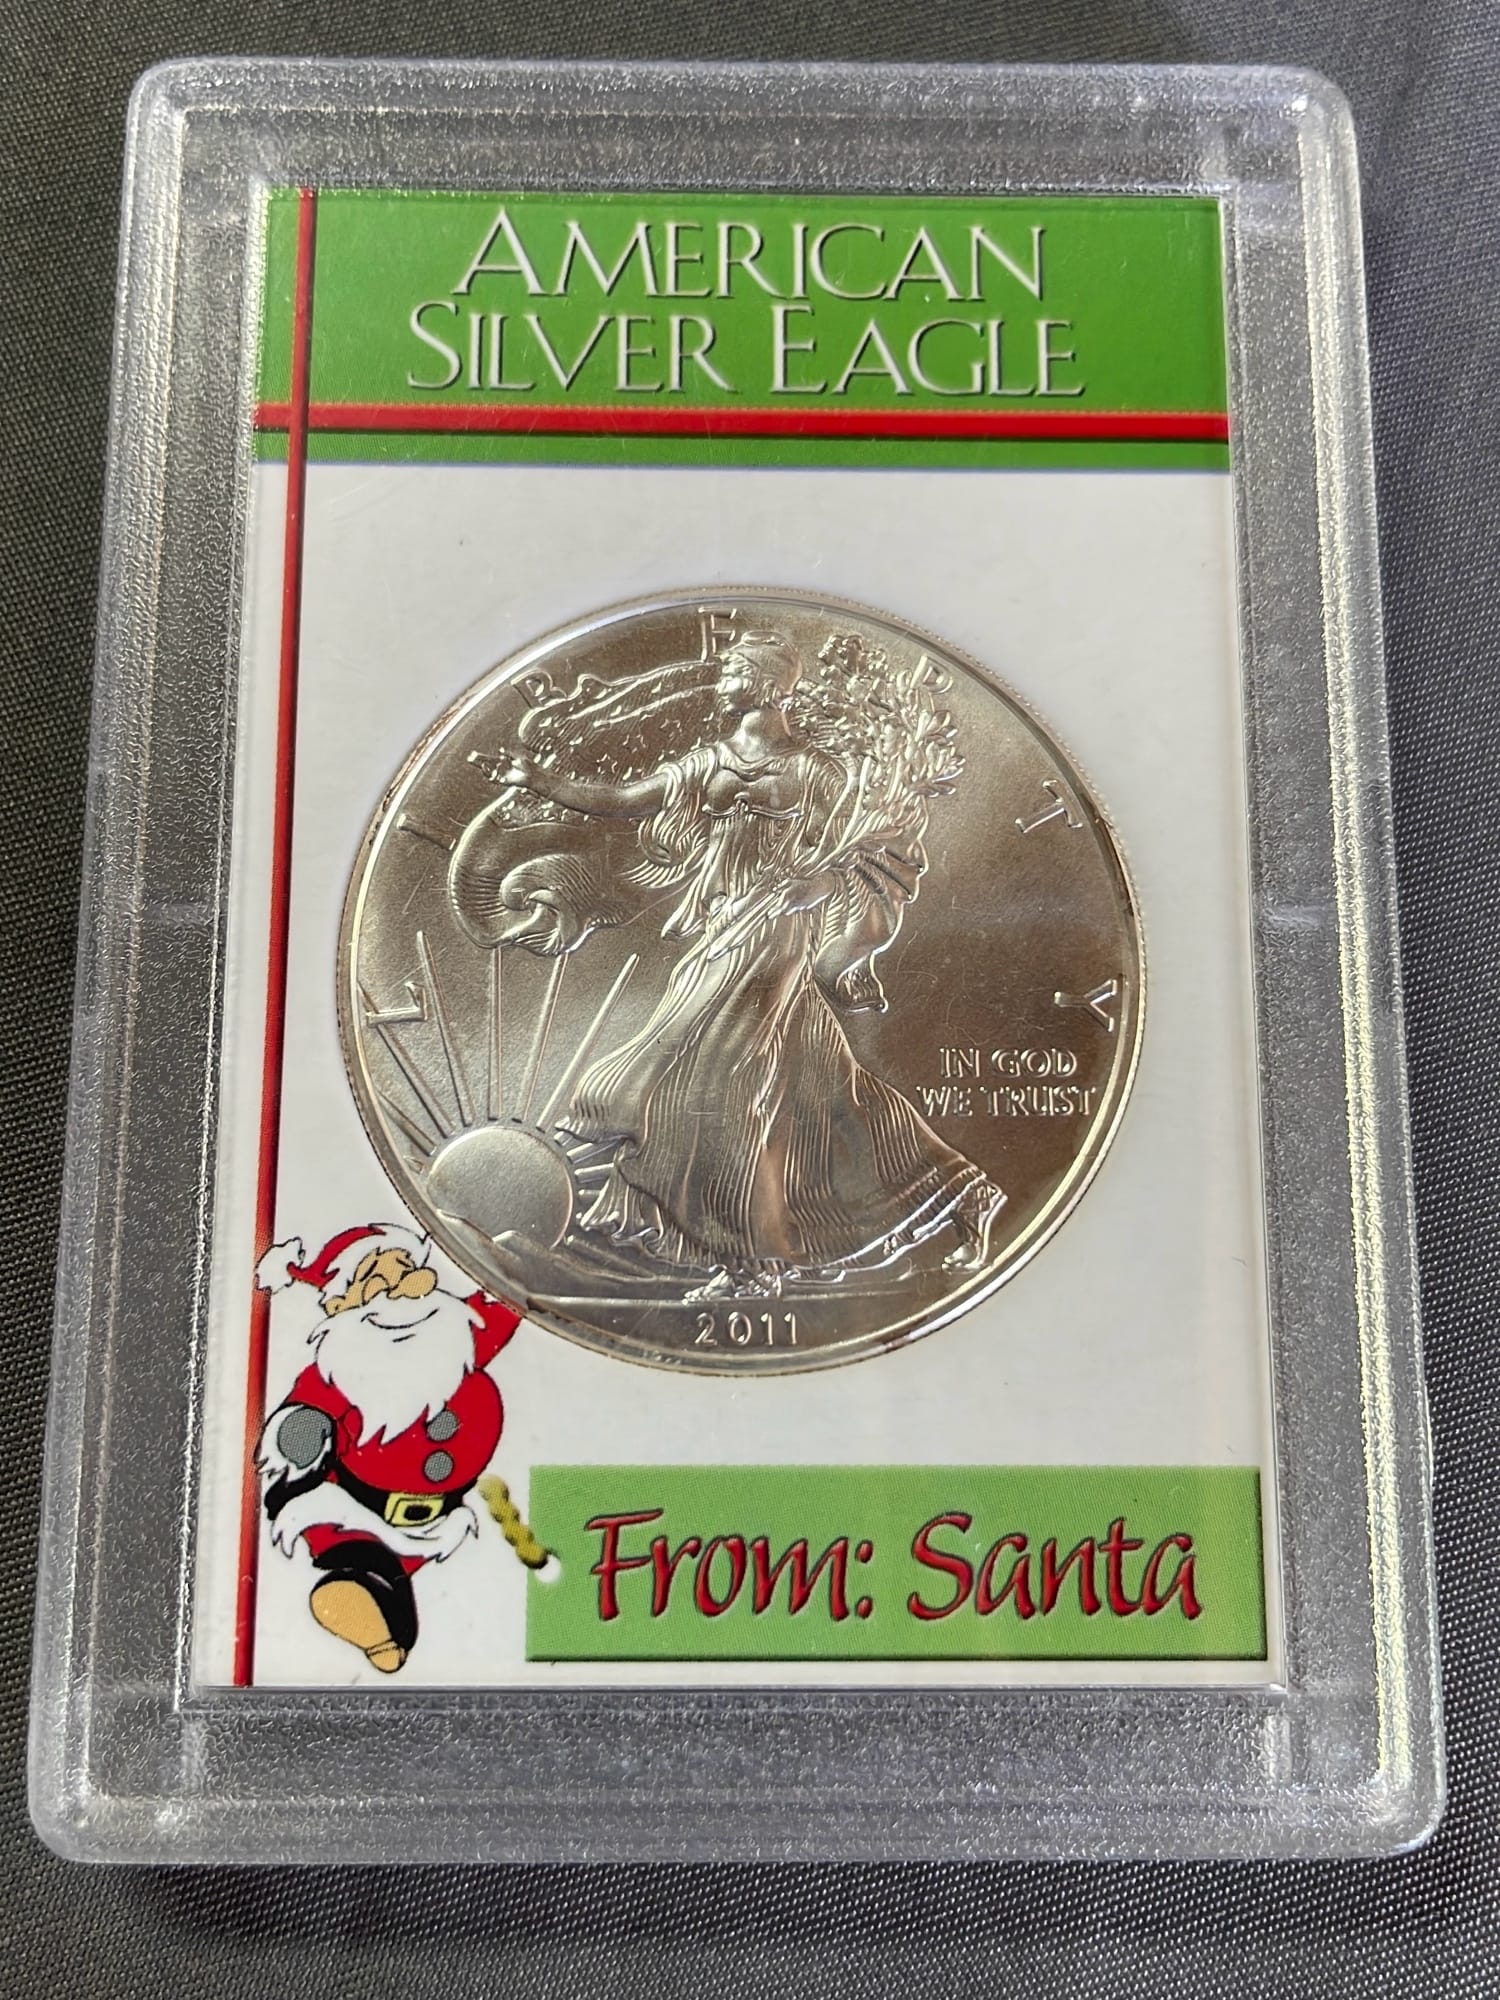 AMERICAN
SILVER EAGLE
LIBERTY
IN GOD
WE TRUST
2011
From: Santa